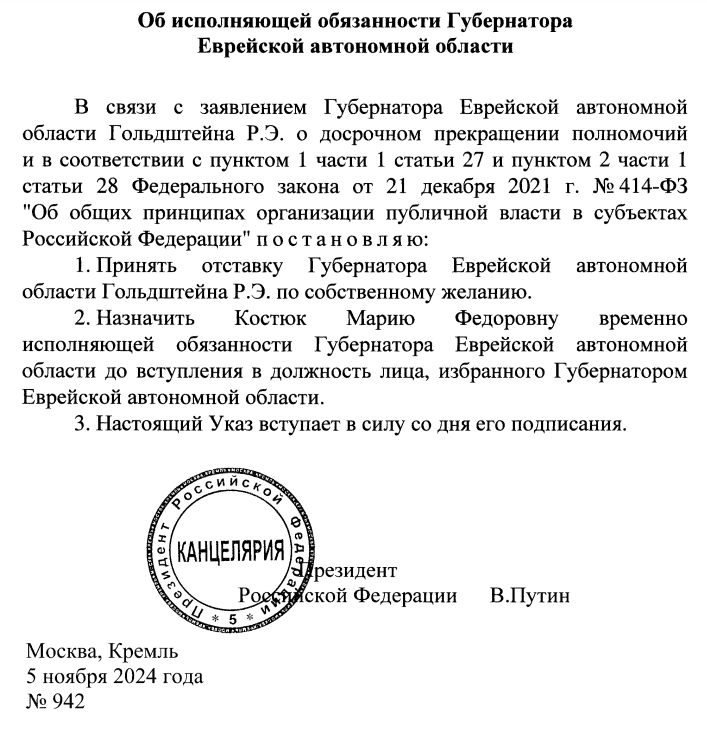 Об исполняющей обязанности Губернатора
Еврейской автономной области
В связи с заявлением Губернатора Еврейской автономной
области Гольдштейна Р.Э. о досрочном прекращении полномочий
и в соответствии с пунктом 1 части 1 статьи 27 и пунктом 2 части 1
статьи 28 Федерального закона от 21 декабря 2021 г. № 414-ФЗ
"Об общих принципах организации публичной власти в субъектах
Российской Федерации" п о с т а н о в л я ю:
1. Принять отставку Губернатора Еврейской автономной
области Гольдштейна Р.Э. по собственному желанию.
2. Назначить Костюк Марию Федоровну временно
исполняющей обязанности Губернатора Еврейской автономной
области до вступления в должность лица, избранного Губернатором
Еврейской автономной области.
3. Настоящий Указ вступает в силу со дня его подписания.
Президент Российской Федерации
КАНЦЕЛЯРИЯ
* 5 *
Президент
Российской Федерации В.Путин
Москва, Кремль
5 ноября 2024 года
№ 942